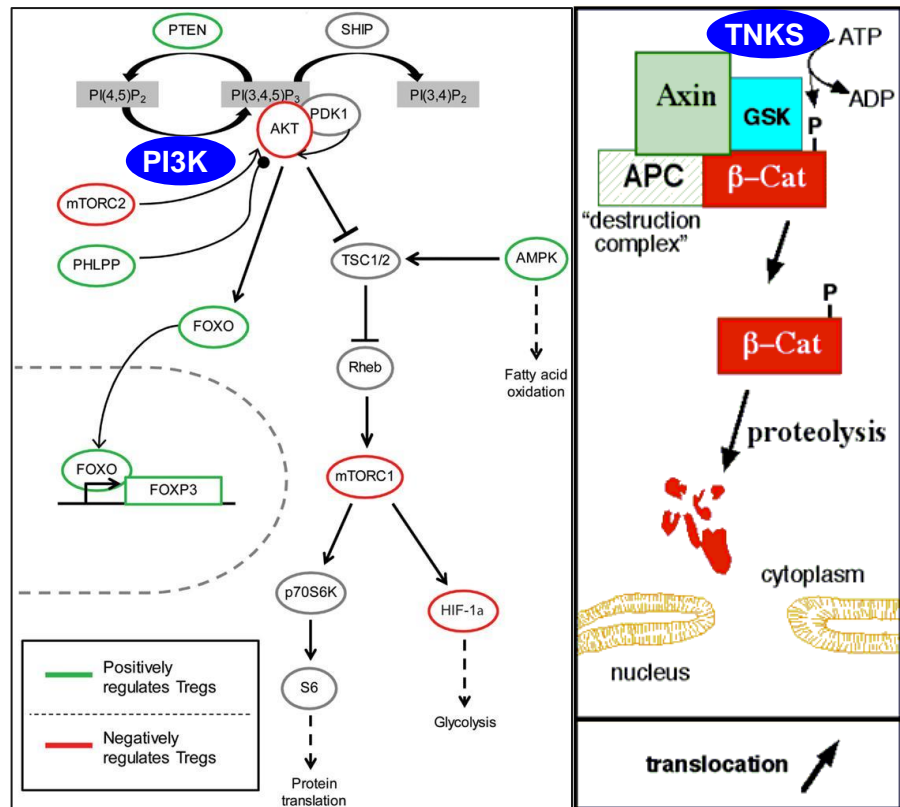 PTEN
SHIP
PI(4,5)P2
PI(3,4,5)P3
PI(3,4)P2
PDK1
AKT
PI3K
mTORC2
PHLPP
TSC1/2
AMPK
FOXO
Rheb
Fatty acid
oxidation
FOXO
FOXP3
mTORC1
p70S6K
HIF-1a
S6
Glycolysis
Protein
translation
Positively
regulates Tregs
Negatively
regulates Tregs
TNKS
ATP
ADP
Axin
GSK
P
APC
β–Cat
“destruction
complex”
P
β–Cat
proteolysis
cytoplasm
nucleus
translocation